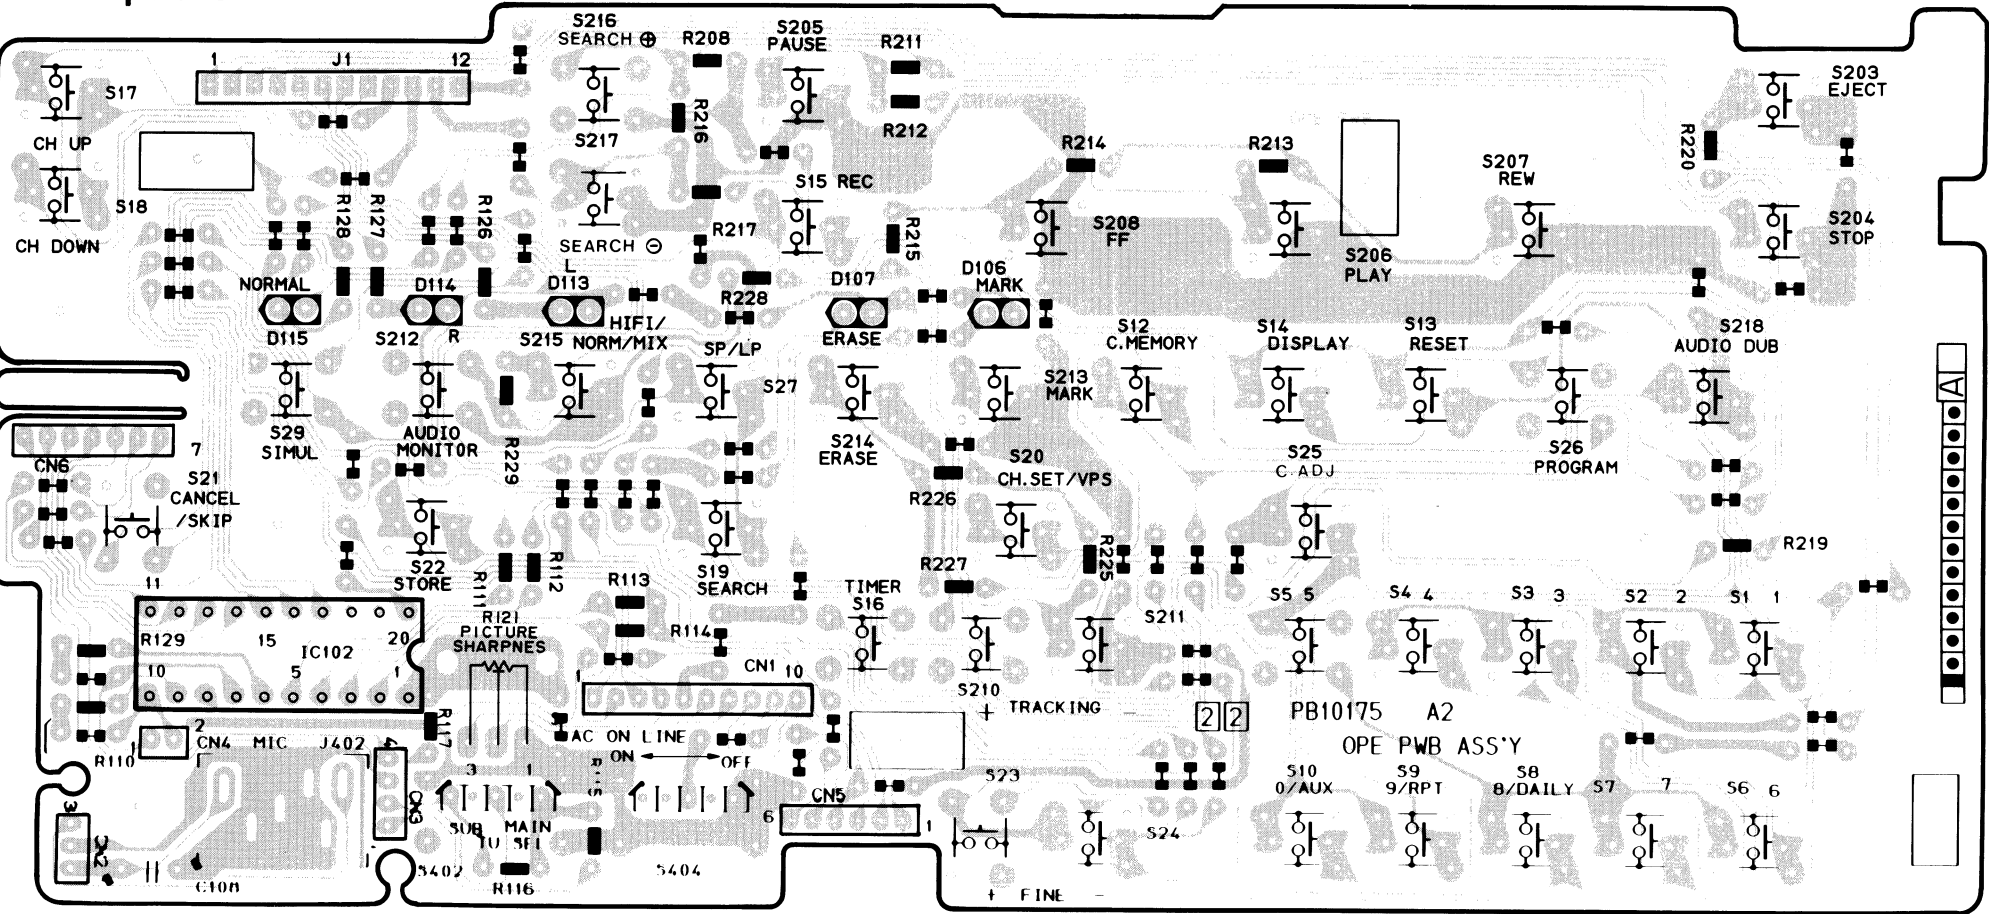 S216
SEARCH ⊕
R208
S205
PAUSE
R211
1 J1 12
S17
S203
EJECT
R216
R212
CH UP
S217
R214
R213
R220
S207
REW
S15 REC
S18
R128
R127
R126
R217
R215
S208
FF
S204
STOP
CH DOWN
SEARCH ⊖
S206
PLAY
L
NORMAL
D114
D113
R228
D107
D106
MARK
D115
S212
R
S215
HIFI/
NORM/MIX
SP/LP
ERASE
S12
C.MEMORY
S14
DISPLAY
S13
RESET
S218
AUDIO DUB
S27
S213
MARK
S29
SIMUL
AUDIO
MONITOR
R229
S214
ERASE
S20
CH.SET/VPS
S25
C.ADJ
S26
PROGRAM
7
CN6
S21
CANCEL
/SKIP
R226
R219
S22
STORE
R111
R112
R113
S19
SEARCH
R227
R225
TIMER
S16
11
R121
PICTURE
SHARPNES
R114
S211
S5 5
S4 4
S3 3
S2 2
S1 1
R129
15
IC102
20
10
5
1
CN1
1
10
S210
+ TRACKING -
22
PB10175 A2
OPE PWB ASS'Y
R117
2
1
CN4
MIC
J402
4
R110
AC ON LINE
ON
OFF
3
1
R115
S23
S10
0/AUX
S9
9/RPT
S8
8/DAILY
S7 7
S6 6
3
CN2
CN3
SUB
MAIN
TU SEL
6
CN5
1
S24
C108
S402
R116
S404
+ FINE -
A